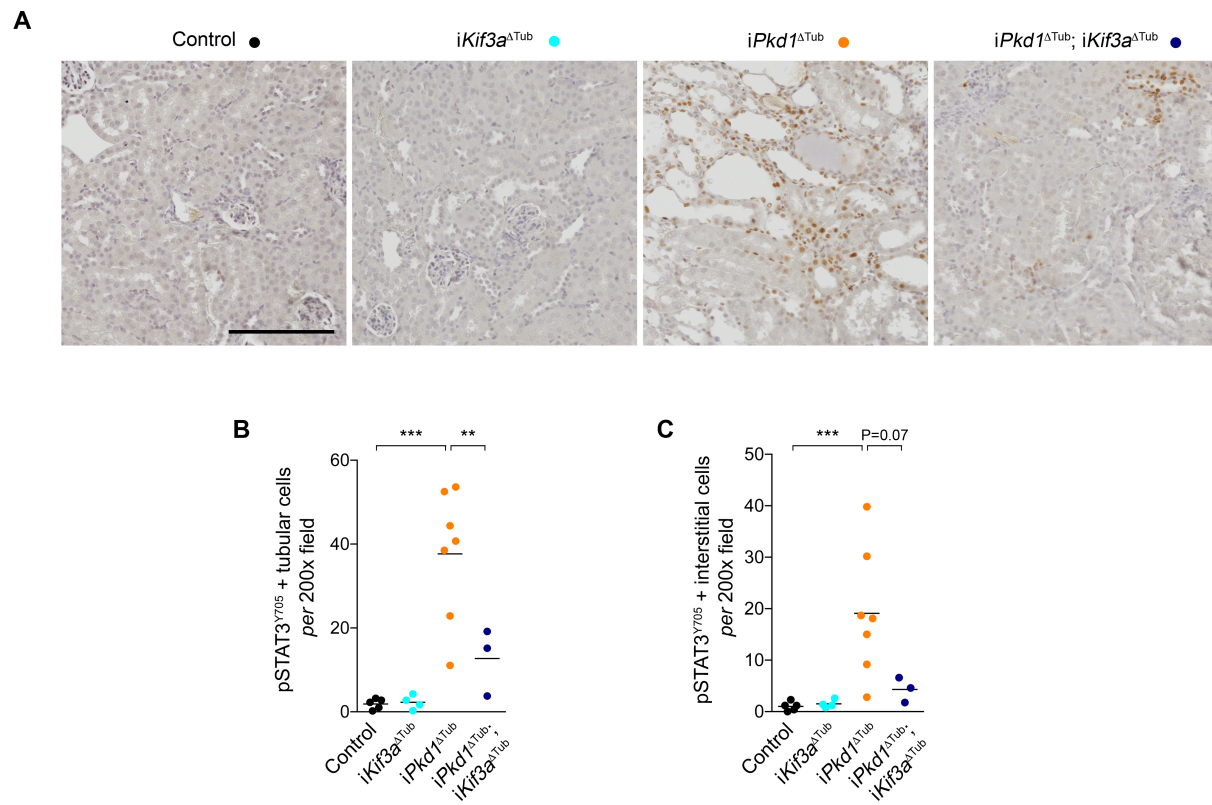 A
Control iKif3aΔTub iPkd1ΔTub iPkd1ΔTub; iKif3aΔTub
B
C
*** **
*** P=0.07
pSTAT3Y705 + tubular cells
per 200x field
60
40
20
0
Control
iKif3aΔTub
iPkd1ΔTub
iPkd1ΔTub;
iKif3aΔTub
pSTAT3Y705 + interstitial cells
per 200x field
50
40
30
20
10
0
Control
iKif3aΔTub
iPkd1ΔTub
iPkd1ΔTub;
iKif3aΔTub